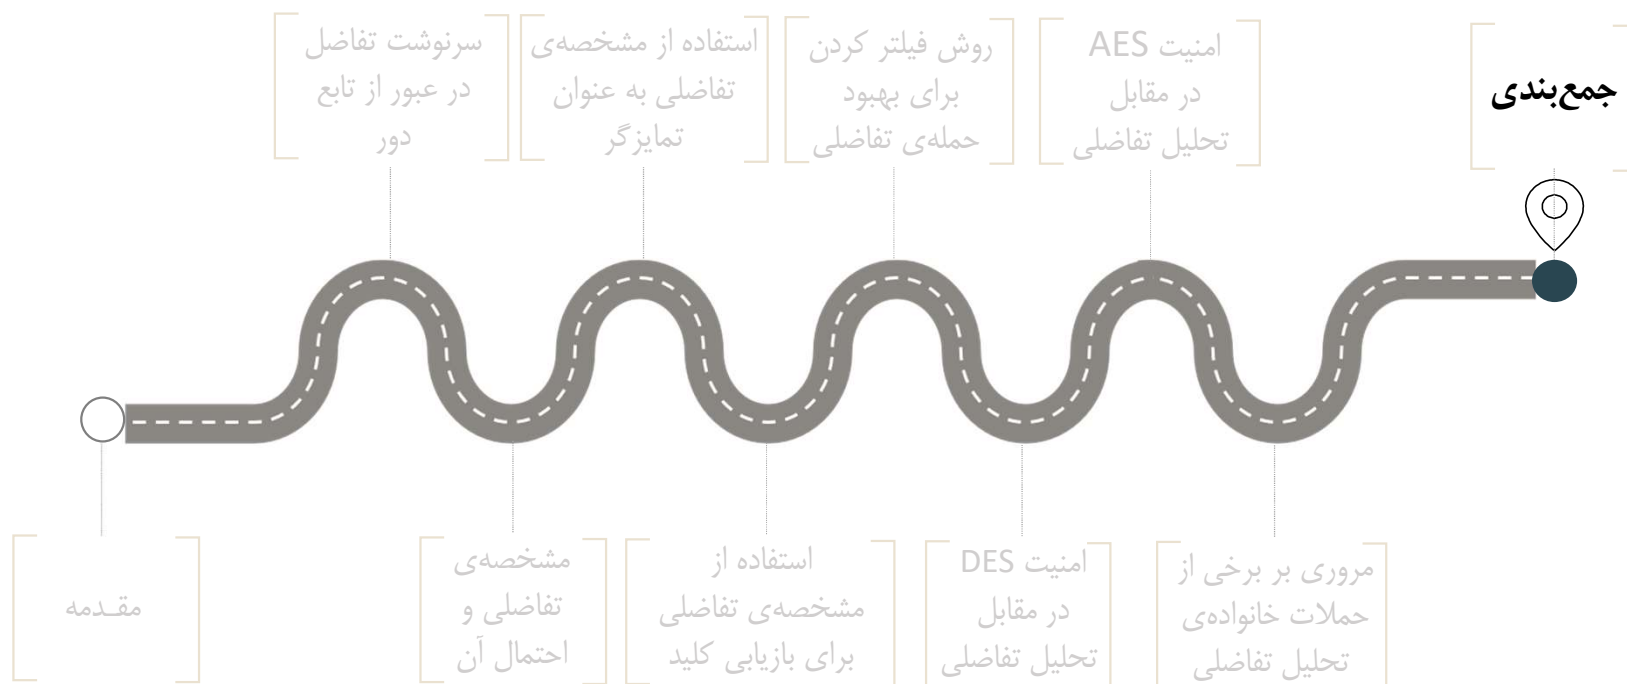 مقـدمه
سرنوشت تفاضل
در عبور از تابع
دور
مشخصه‌ی
تفاضلی و
احتمال آن
استفاده از مشخصه‌ی
تفاضلی به عنوان
تمایزگر
استفاده از
مشخصه‌ی تفاضلی
برای بازیابی کلید
روش فیلتر کردن
برای بهبود
حمله‌ی تفاضلی
امنیت DES
در مقابل
تحلیل تفاضلی
امنیت AES
در مقابل
تحلیل تفاضلی
مروری بر برخی از
حملات خانواده‌ی
تحلیل تفاضلی
جمع‌بندی